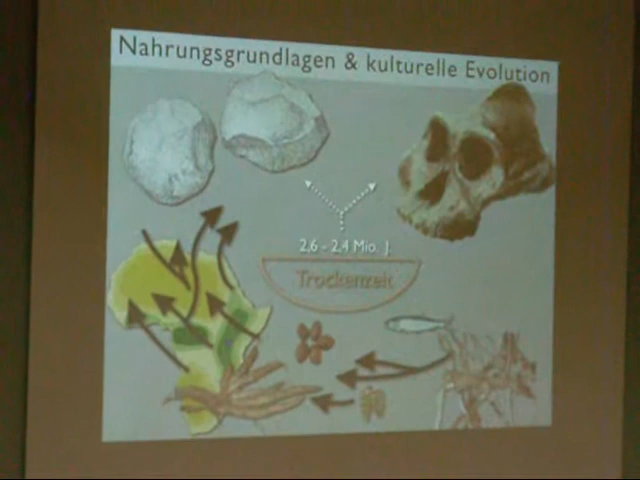 Nahrungsgrundlagen & kulturelle Evolution
2,6 - 2,4 Mio. J.
Trockenzeit